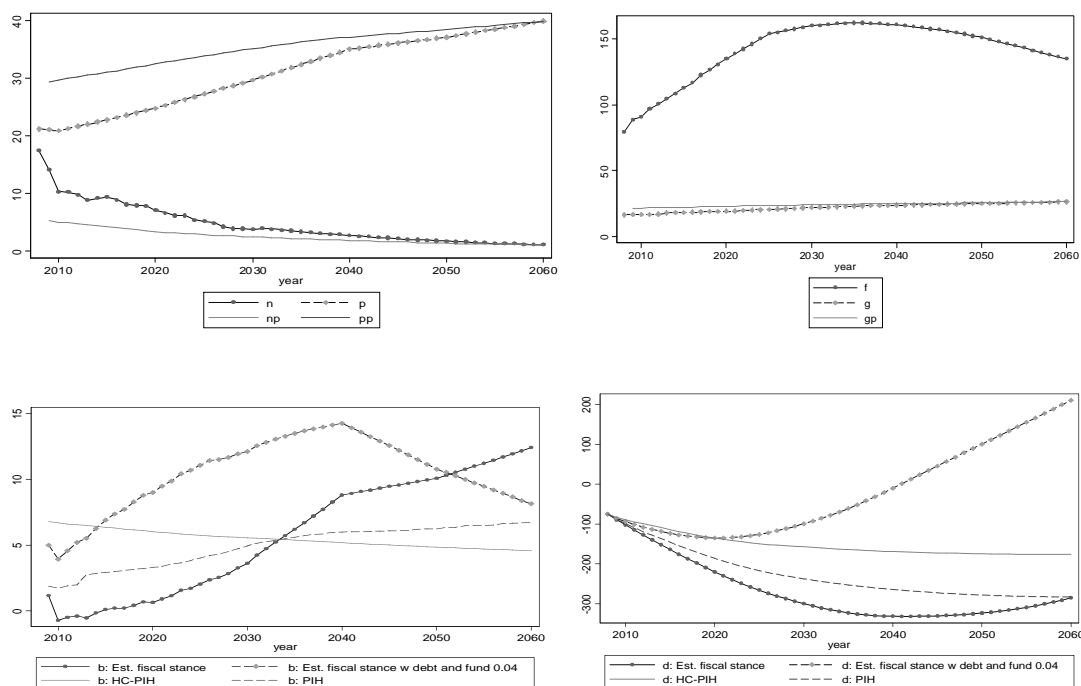 40
30
20
10
0
2010 2020 2030 2040 2050 2060
year
n p
np pp
150
100
50
0
2010 2020 2030 2040 2050 2060
year
f
g
gp
15
10
5
0
2010 2020 2030 2040 2050 2060
year
b: Est. fiscal stance b: Est. fiscal stance w debt and fund 0.04
b: HC-PIH b: PIH
200
100
0
-100
-200
-300
2010 2020 2030 2040 2050 2060
year
d: Est. fiscal stance d: Est. fiscal stance w debt and fund 0.04
d: HC-PIH d: PIH